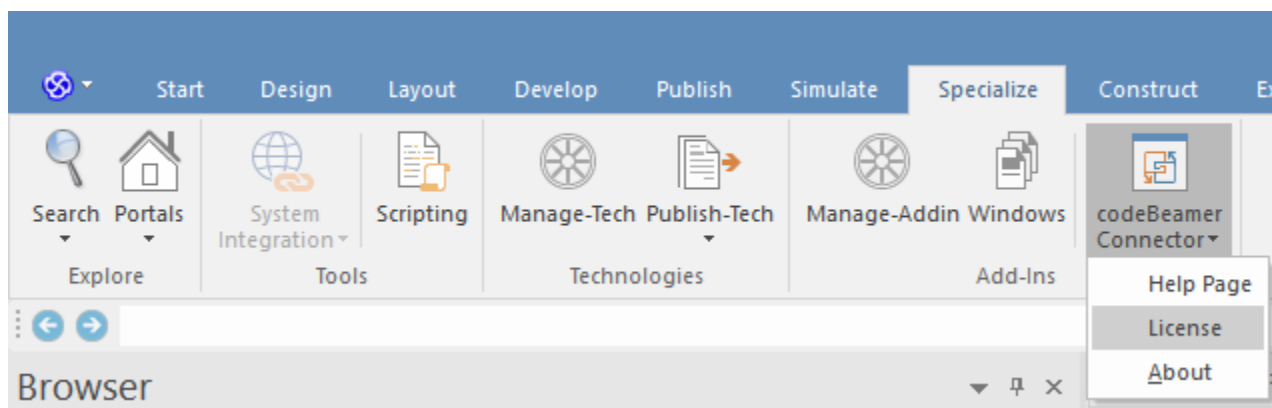 Start Design Layout Develop Publish Simulate Specialize Construct
Search Portals System Integration Scripting Manage-Tech Publish-Tech Manage-Addin Windows codeBeamer Connector
Explore Tools Technologies Add-Ins
Help Page
License
About
Browser